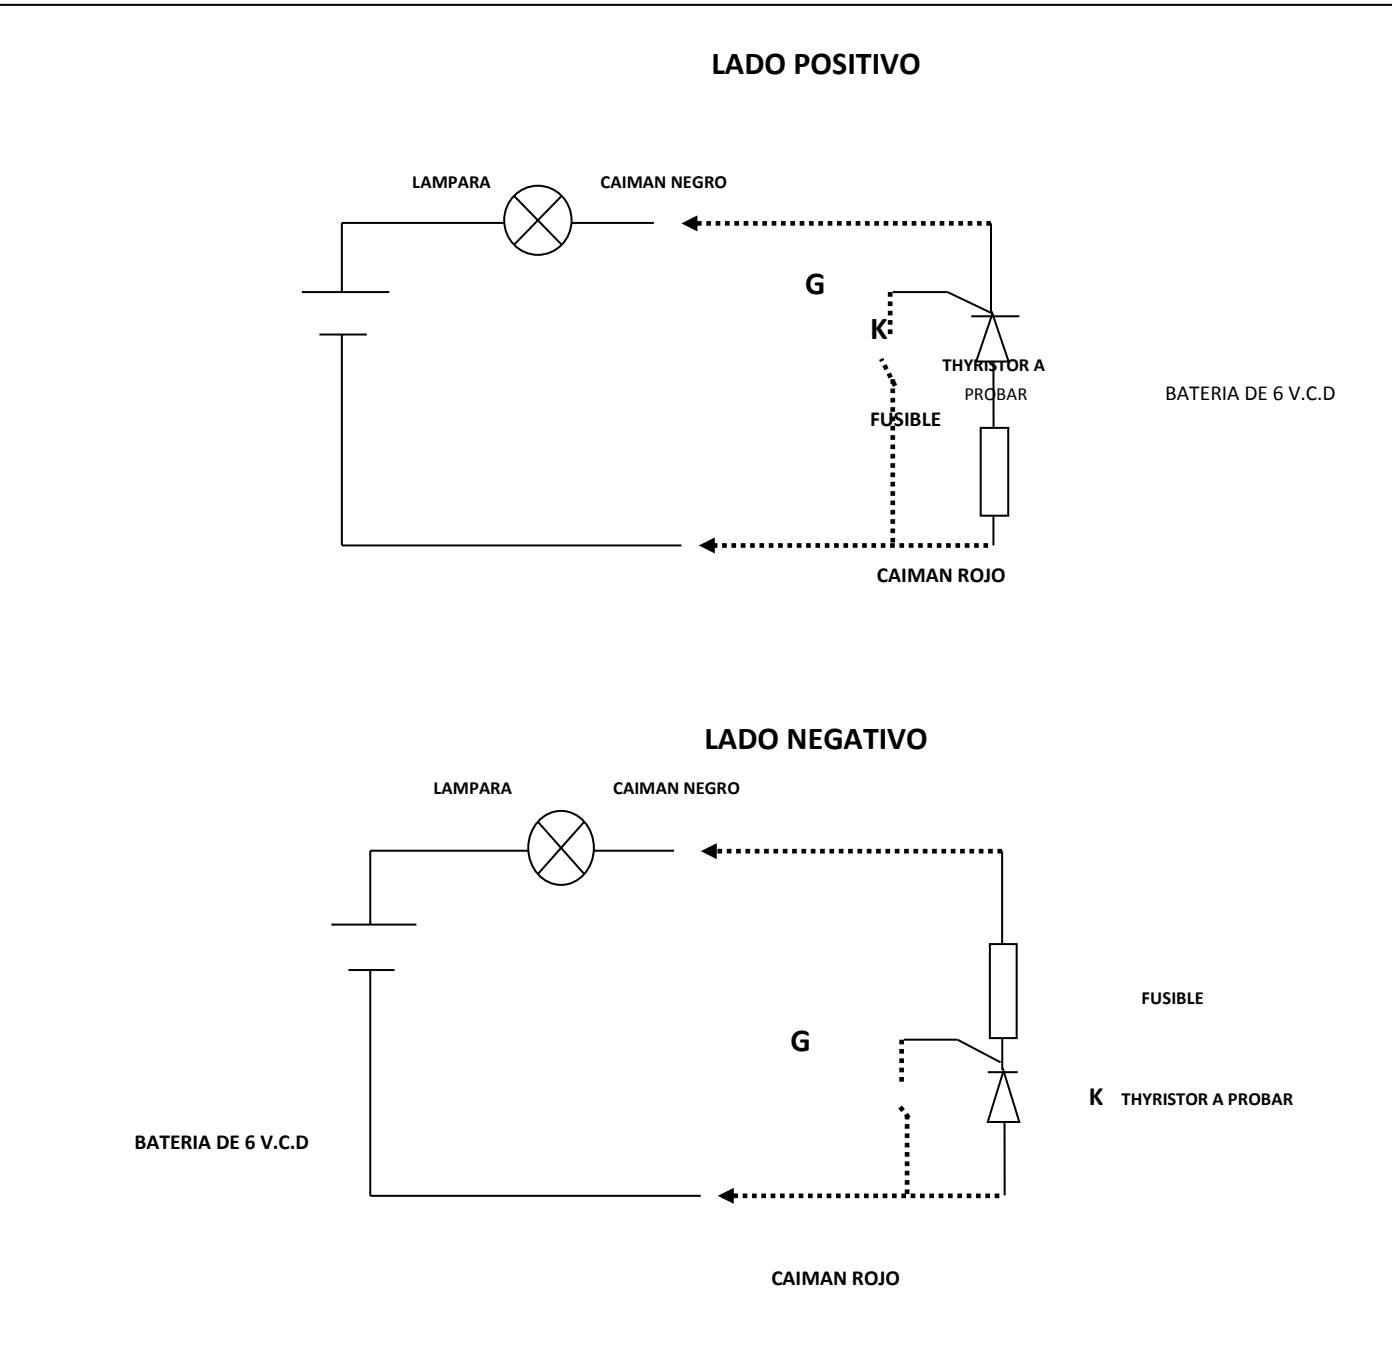 LADO POSITIVO
LAMPARA
CAIMAN NEGRO
G
K
THYRISTOR A
PROBAR
BATERIA DE 6 V.C.D
FUSIBLE
CAIMAN ROJO
LADO NEGATIVO
LAMPARA
CAIMAN NEGRO
FUSIBLE
G
K THYRISTOR A PROBAR
BATERIA DE 6 V.C.D
CAIMAN ROJO